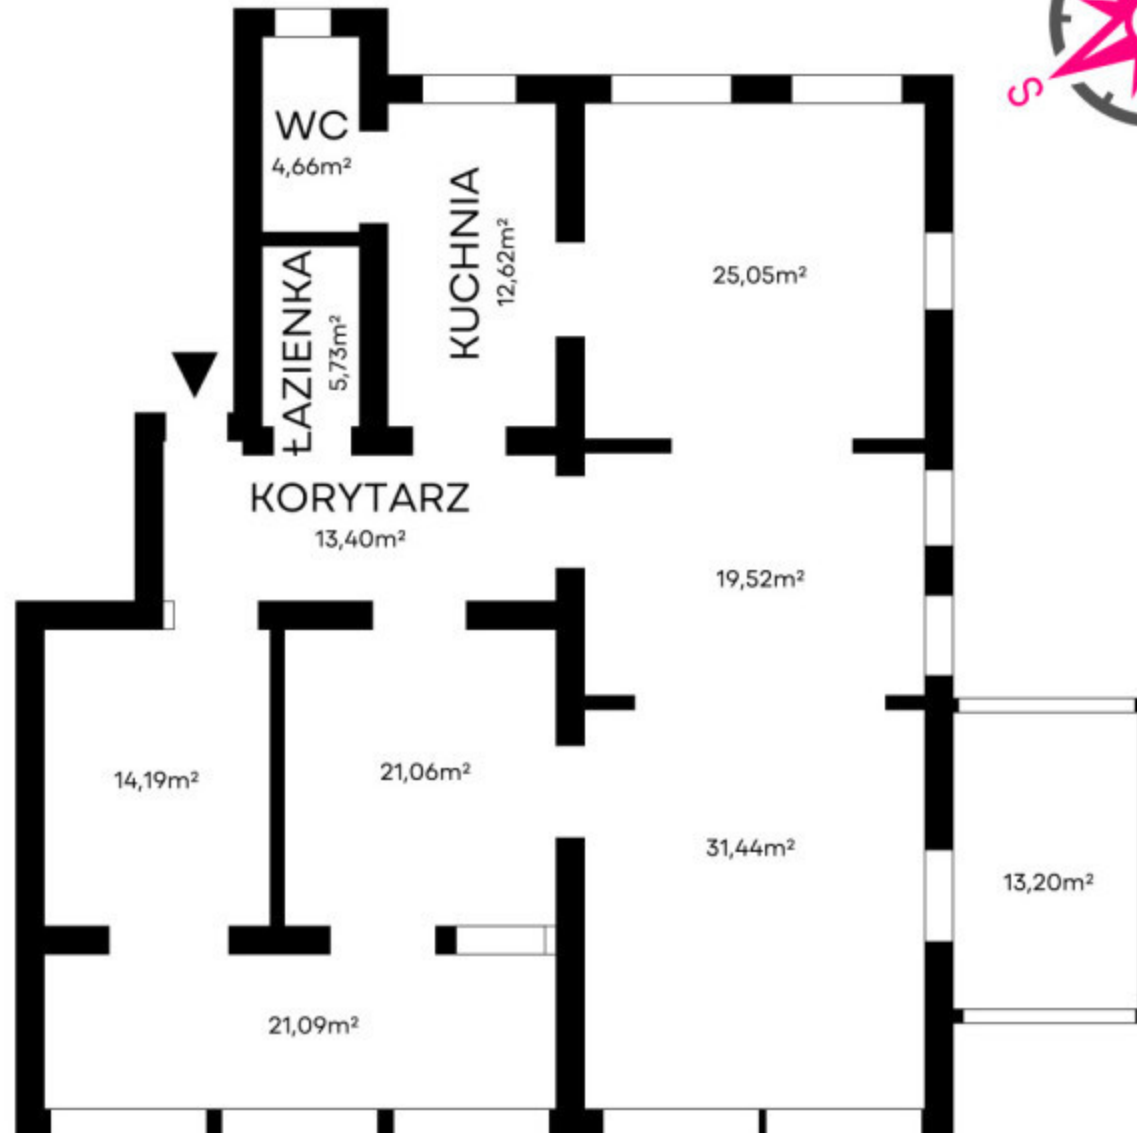 S
WC
4,66m²
KUCHNIA
12,62m²
25,05m²
ŁAZIENKA
5,73m²
KORYTARZ
13,40m²
19,52m²
14,19m²
21,06m²
31,44m²
13,20m²
21,09m²